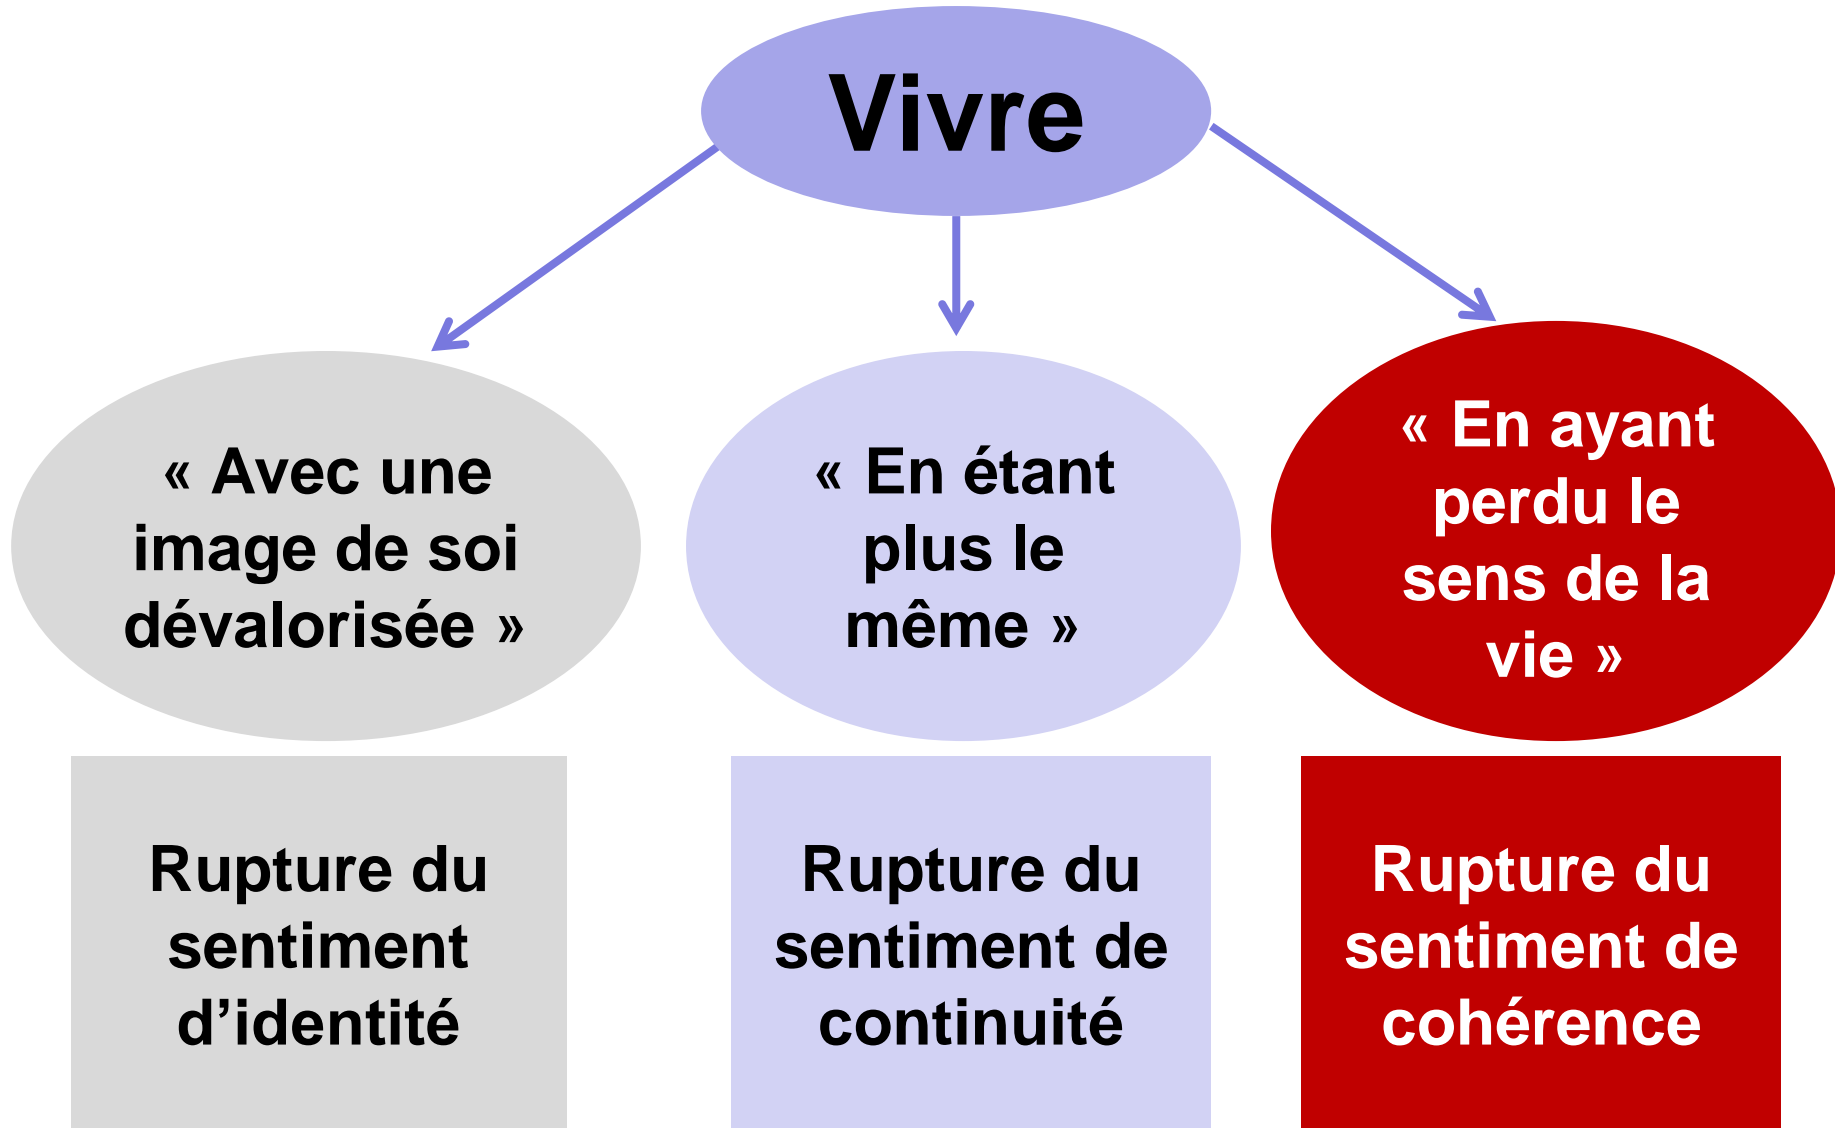 Vivre
« Avec une
image de soi
dévalorisée »
« En étant
plus le
même »
« En ayant
perdu le
sens de la
vie »
Rupture du
sentiment
d’identité
Rupture du
sentiment de
continuité
Rupture du
sentiment de
cohérence